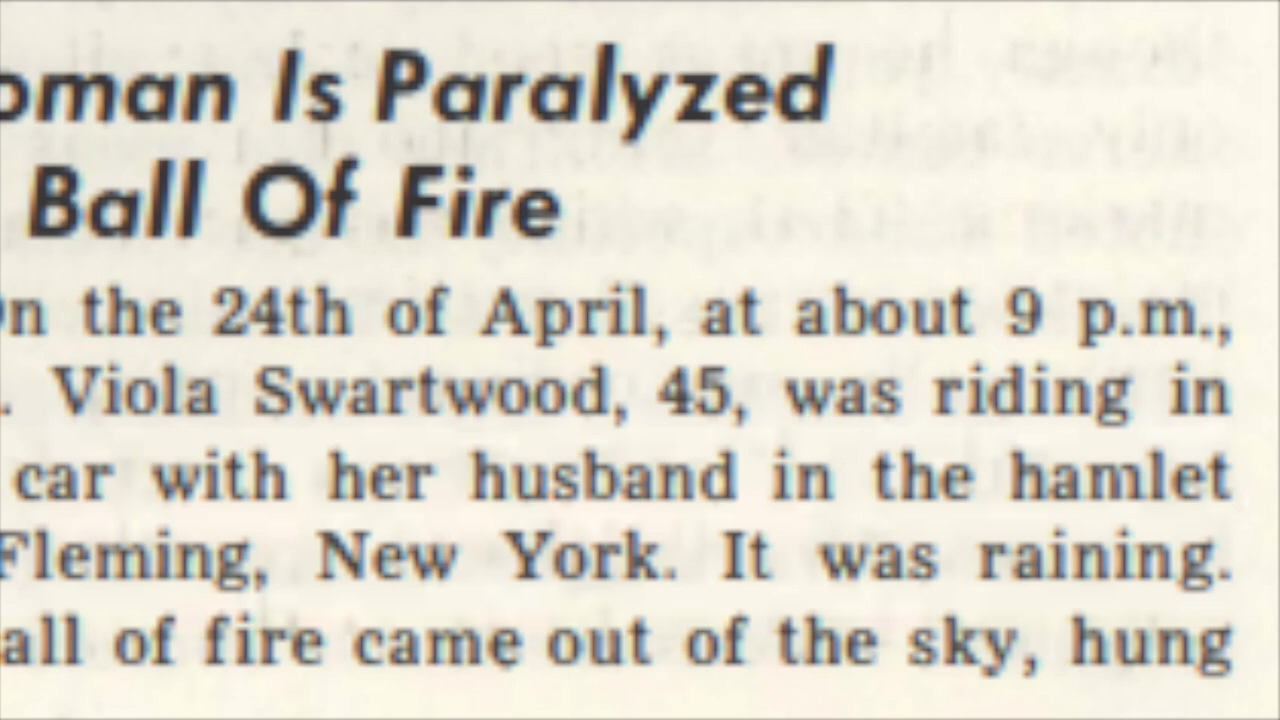 oman Is Paralyzed
Ball Of Fire
n the 24th of April, at about 9 p.m.,
. Viola Swartwood, 45, was riding in
car with her husband in the hamlet
Fleming, New York. It was raining.
all of fire came out of the sky, hung